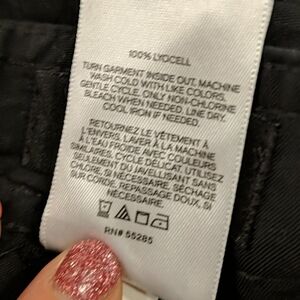 100% LYOCELL
TURN GARMENT INSIDE OUT. MACHINE
WASH COLD WITH LIKE COLORS,
GENTLE CYCLE. ONLY NON-CHLORINE
BLEACH WHEN NEEDED. LINE DRY.
COOL IRON IF NEEDED.
RETOURNEZ LE VÊTEMENT À
L'ENVERS. LAVER À LA MACHINE
À L'EAU FROIDE AVEC COULEURS
SIMILAIRES, CYCLE DÉLICAT. UTILISEZ
SEULEMENT DU JAVELLISANT SANS
CHLORE, SI NÉCESSAIRE. SÉCHAGE
SUR CORDE. REPASSAGE DOUX, SI
NÉCESSAIRE.
RN# 55285